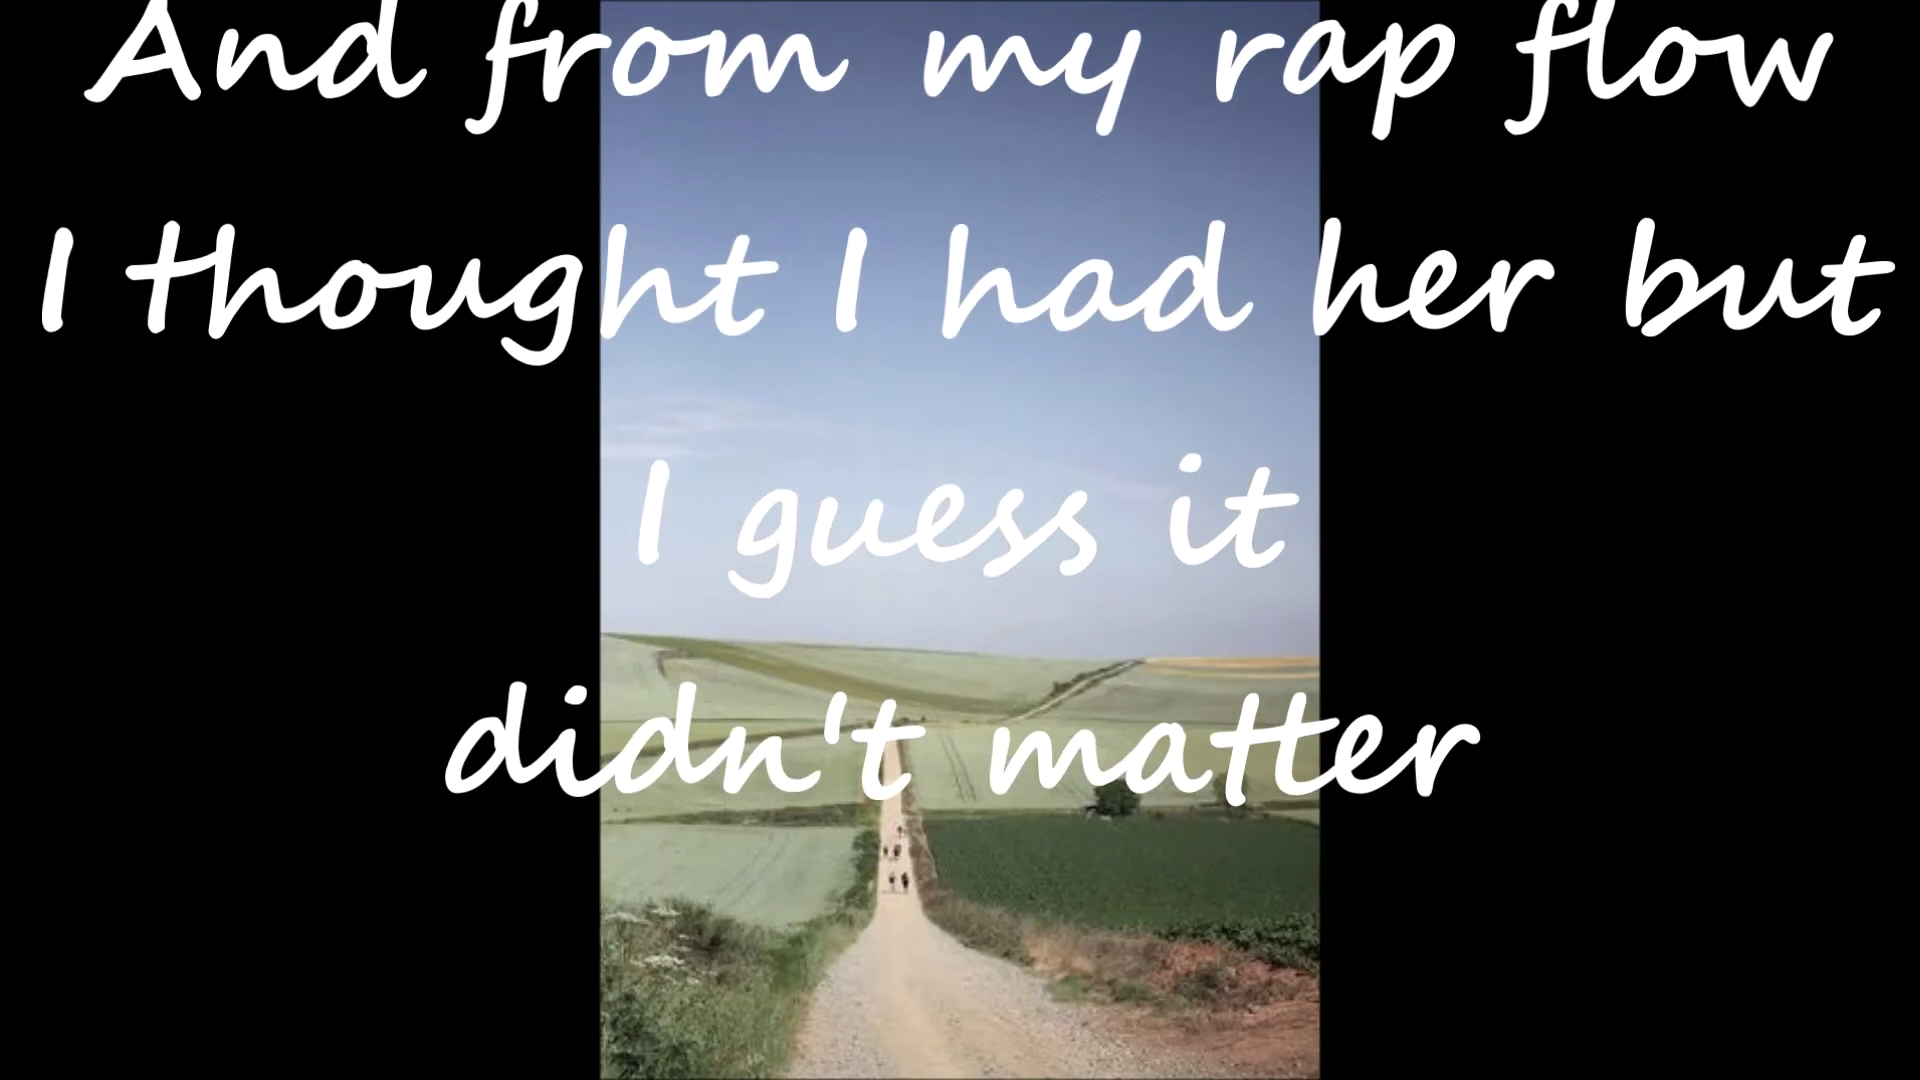 And from my rap flow
I thought I had her but
I guess it
didn't matter